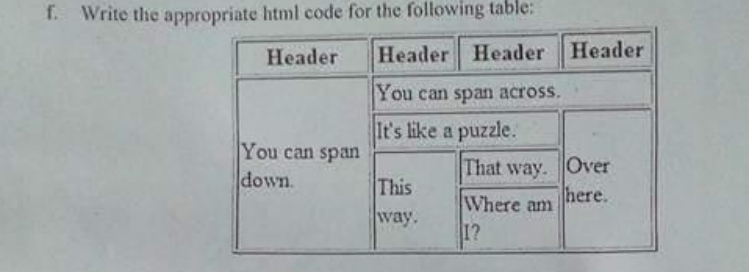 f. Write the appropriate html code for the following table:
Header Header Header Header
You can span across.
It's like a puzzle.
You can span
down.
This
way.
That way.
Where am
I?
Over
here.